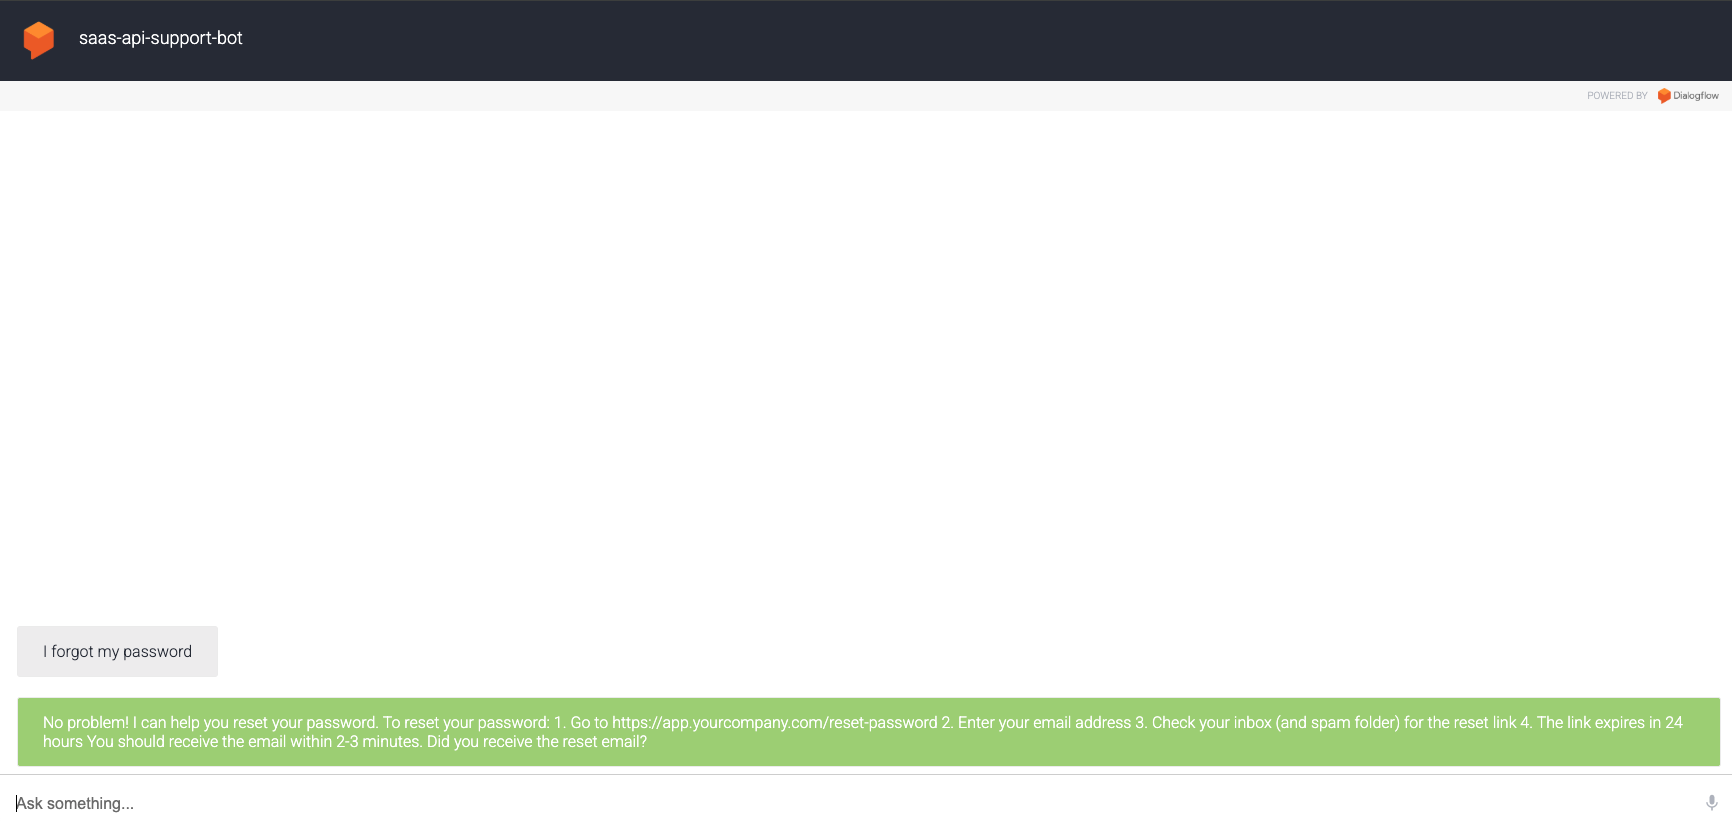 saas-api-support-bot
POWERED BY Dialogflow
I forgot my password
No problem! I can help you reset your password. To reset your password: 1. Go to https://app.yourcompany.com/reset-password 2. Enter your email address 3. Check your inbox (and spam folder) for the reset link 4. The link expires in 24
hours You should receive the email within 2-3 minutes. Did you receive the reset email?
Ask something...